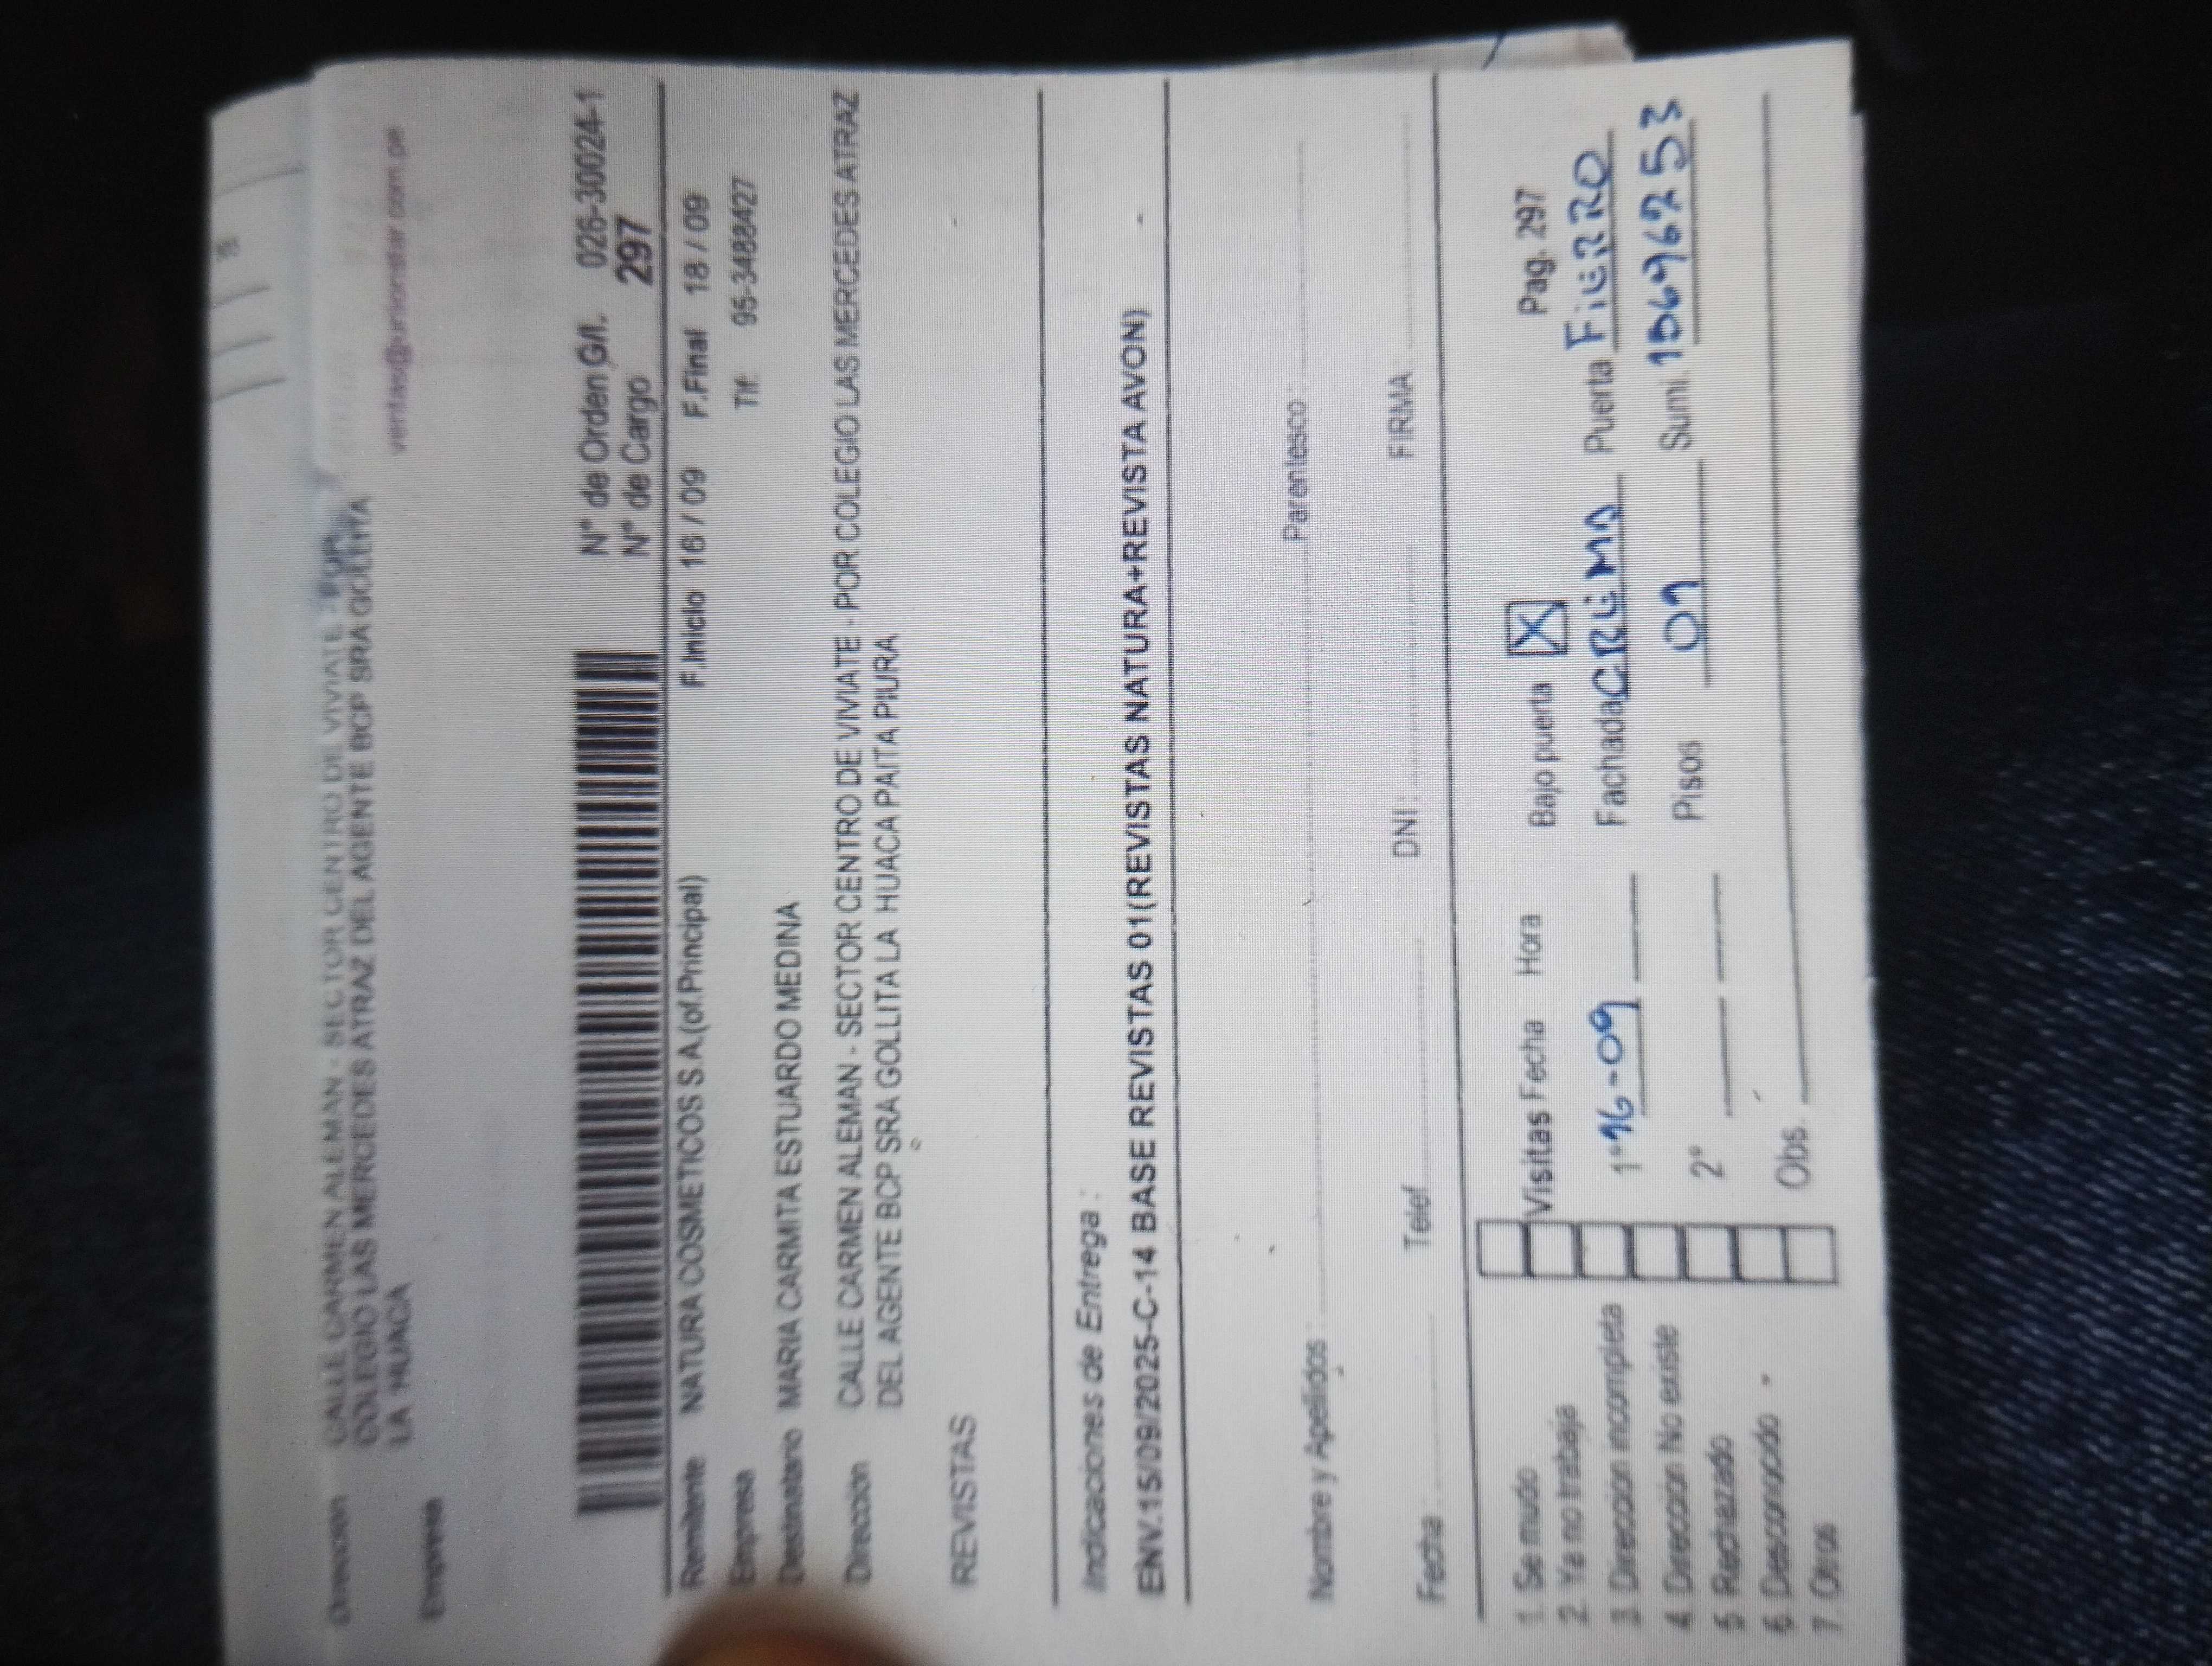 Dirección CALLE CARMEN ALEMAN - SECTOR CENTRO DE VIVIATE - POR
COLEGIO LAS MERCEDES ATRAZ DEL AGENTE BCP SRA GOLLITA
LA HUACA
ventas@unionstar.com.pe
Empresa
N° de Orden G/I. 026-30024-1
N° de Cargo 297
Remitente NATURA COSMETICOS S.A.(of.Principal) F.Inicio 16 / 09 F.Final 18 / 09
Empresa Tlf: 95-3488427
Destinatario MARIA CARMITA ESTUARDO MEDINA
Dirección CALLE CARMEN ALEMAN - SECTOR CENTRO DE VIVIATE - POR COLEGIO LAS MERCEDES ATRAZ
DEL AGENTE BCP SRA GOLLITA LA HUACA PAITA PIURA
REVISTAS
Indicaciones de Entrega :
ENV.15/09/2025-C-14 BASE REVISTAS 01(REVISTAS NATURA+REVISTA AVON)
Nombre y Apellidos : Parentesco:
Fecha : Telef. DNI : FIRMA:
1. Se mudo Visitas Fecha Hora Bajo puerta X Pag. 297
2. Ya no trabaja
3. Dirección incompleta 1° 16-09 Fachada CREMA Puerta FIERRO
4. Dirección No existe
5. Rechazado 2° Pisos 01 Sumi.
6. Desconocido
7. Otros Obs.